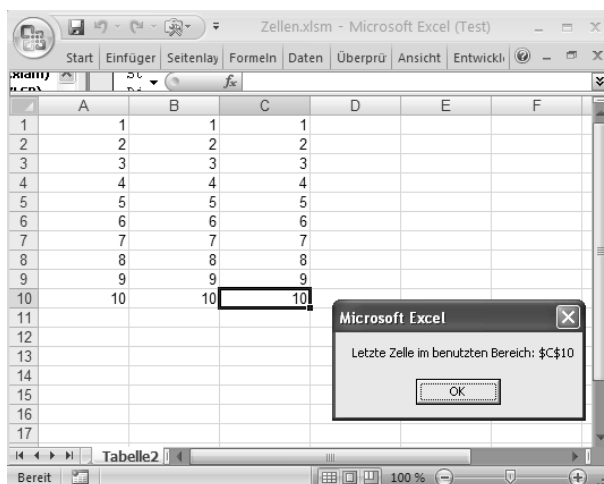 Zellen.xlsm - Microsoft Excel (Test)
Start Einfüger Seitenlay Formeln Daten Überprü Ansicht Entwickl
fx
A B C D E F
1 1 1 1
2 2 2 2
3 3 3 3
4 4 4 4
5 5 5 5
6 6 6 6
7 7 7 7
8 8 8 8
9 9 9 9
10 10 10 10
11
12
13
14
15
16
17
Microsoft Excel
Letzte Zelle im benutzten Bereich: $C$10
OK
Tabelle2
Bereit 100 %